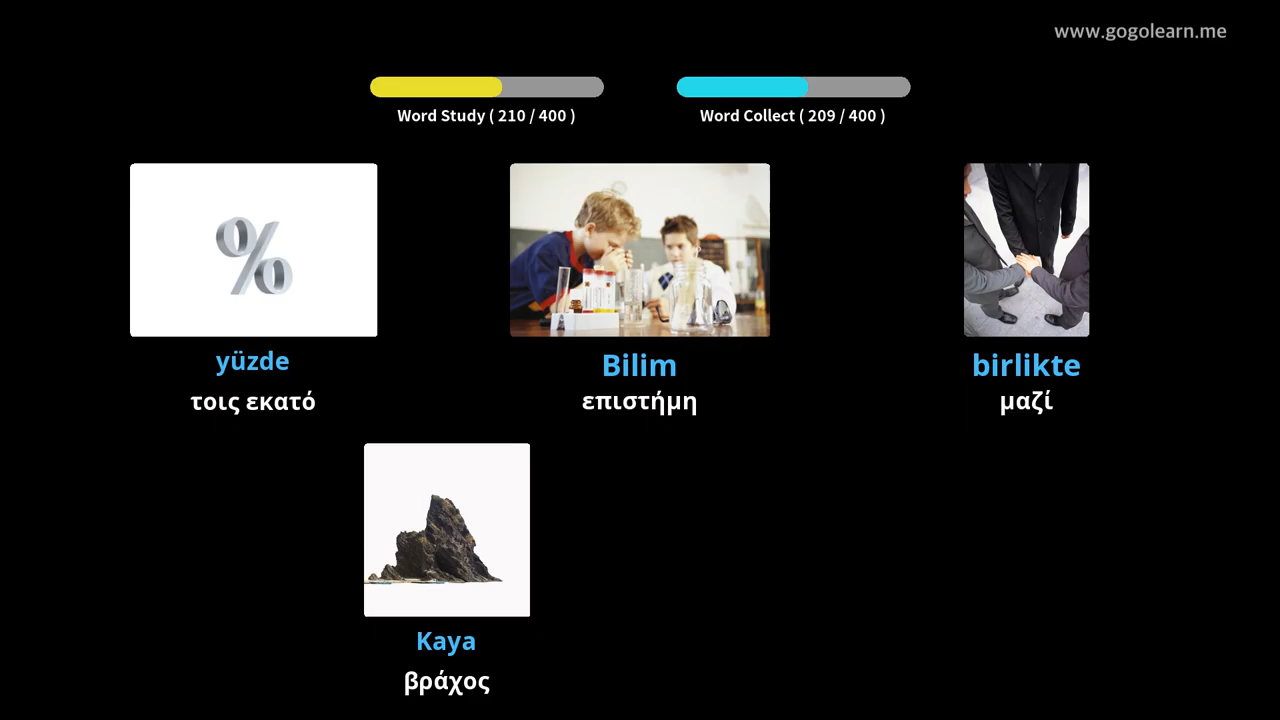 www.gogolearn.me
Word Study ( 210 / 400 )
Word Collect ( 209 / 400 )
%
yüzde
τοις εκατό
Bilim
επιστήμη
birlikte
μαζί
Kaya
βράχος